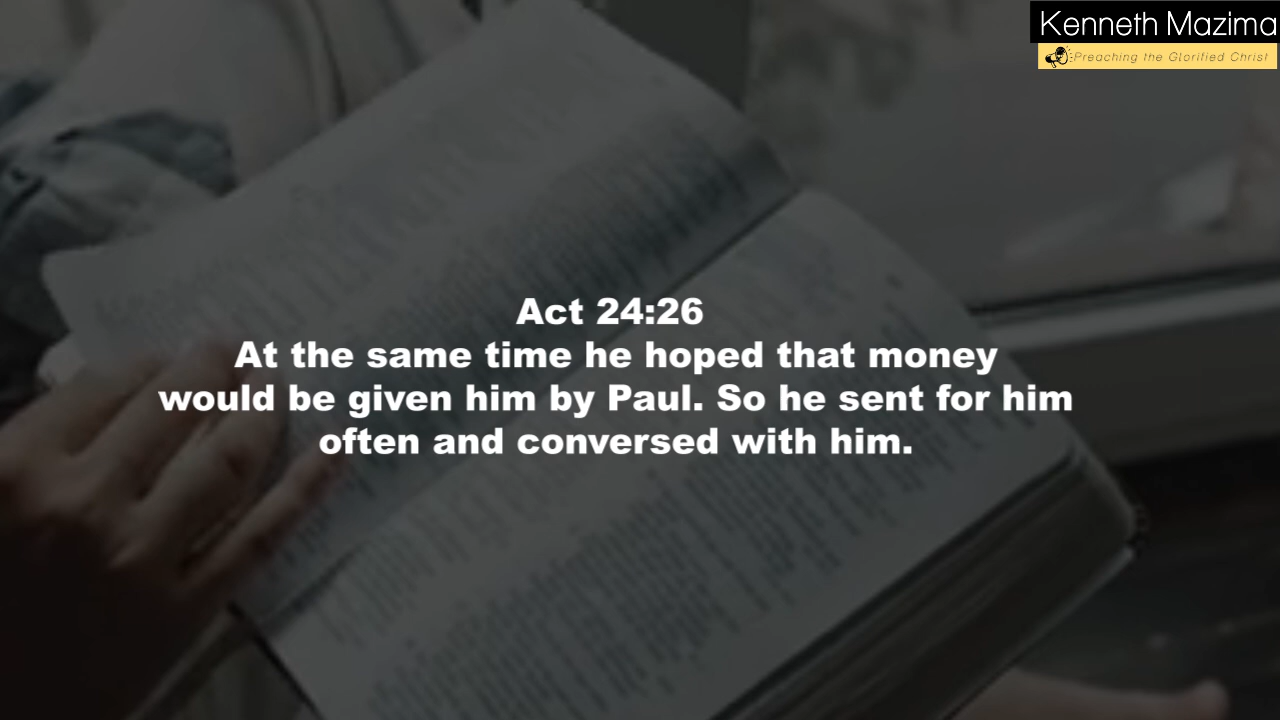 Kenneth Mazima
Preaching the Glorified Christ
Act 24:26
At the same time he hoped that money
would be given him by Paul. So he sent for him
often and conversed with him.